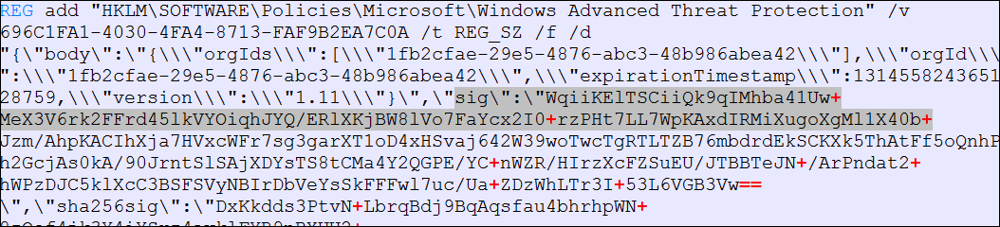 REG add "HKLM\SOFTWARE\Policies\Microsoft\Windows Advanced Threat Protection" /v
696C1FA1-4030-4FA4-8713-FAF9B2EA7C0A /t REG_SZ /f /d
"{\"body\":\"{\\\"orgIds\\\":[\\\"1fb2cfae-29e5-4876-abc3-48b986abea42\\\"],\\\"orgId\\\
":\\\"1fb2cfae-29e5-4876-abc3-48b986abea42\\\",\\\"expirationTimestamp\\\":1314558243651
28759,\\\"version\\\":\\\"1.11\\\"}\",\"sig\":\"WqiiKElTSCiiQk9qIMhba41Uw+
MeX3V6rk2FFrd45lkVYOiqhJYQ/ERlXKjBW8lVo7FaYcx2I0+rzPHt7LL7WpKAxdIRMiXugoXgMl1X40b+
Jzm/AhpKACIhXja7HVxcWFr7sg3garXT1oD4xHSvaj642W39woTwcTgRTLTZB76mbdrdEkSCKXk5ThAtFf5oQnhP
h2GcjAs0kA/90JrntSlSAjXDYsTS8tCMa4Y2QGPE/YC+nWZR/HIrzXcFZSuEU/JTBBTeJN+/ArPndat2+
hWPzDJC5klXcC3BSFSVyNBIrDbVeYsSkFFFwl7uc/Ua+ZDzWhLTr3I+53L6VGB3Vw==
\",\"sha256sig\":\"DxKkdds3PtvN+LbrqBdj9BqAqsfau4bhrhpWN+